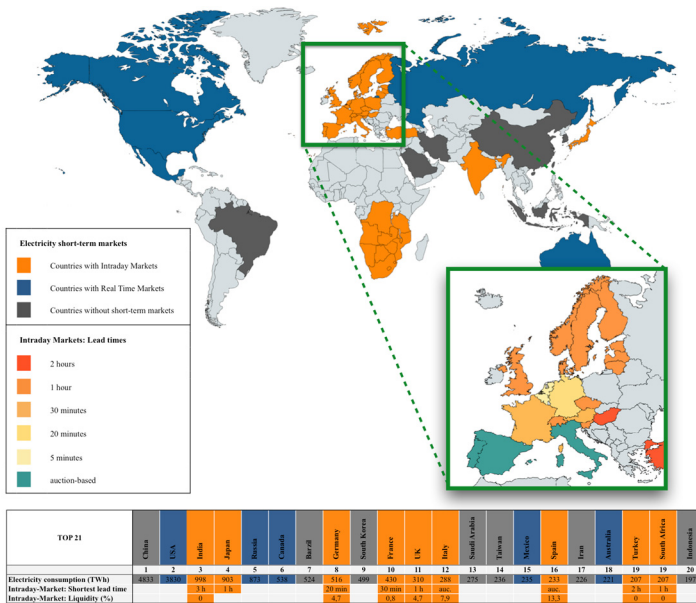 Electricity short-term markets
Countries with Intraday Markets
Countries with Real Time Markets
Countries without short-term markets
Intraday Markets: Lead times
2 hours
1 hour
30 minutes
20 minutes
5 minutes
auction-based
TOP 21 China USA India Japan Russia Canada Barzil Germany South Korea France UK Italy Saudi Arabia Taiwan Mexico Spain Iran Australia Turkey South Africa Indonesia
1 2 3 4 5 6 7 8 9 10 11 12 13 14 15 16 17 18 19 19 20
Electricity consumption (TWh) 4833 3830 998 903 873 538 524 516 499 430 310 288 275 236 235 233 226 221 207 207 197
Intraday-Market: Shortest lead time 3 h 1 h 20 min 30 min 1 h auc. auc. 2 h 1 h
Intraday-Market: Liquidity (%) 0 4,7 0,8 4,7 7,9 13,3 0 0